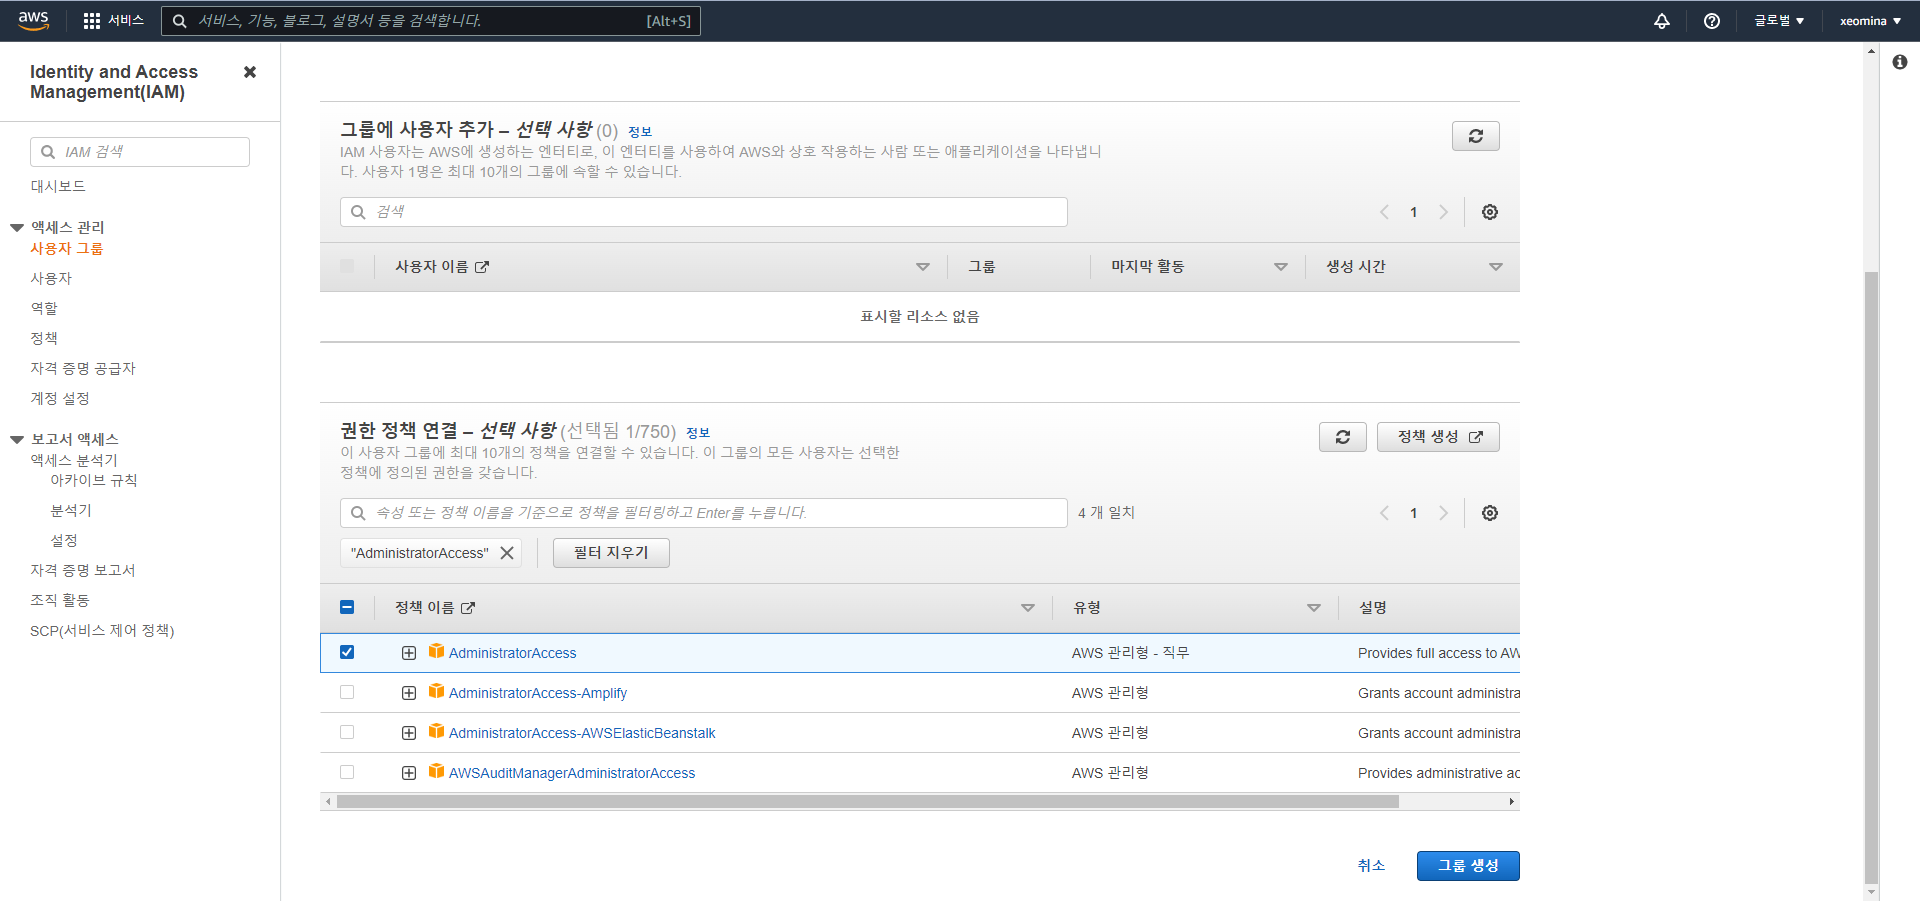 aws
서비스
서비스, 기능, 블로그, 설명서 등을 검색합니다.
[Alt+S]
글로벌
xeomina
Identity and Access
Management(IAM)
IAM 검색
대시보드
액세스 관리
사용자 그룹
사용자
역할
정책
자격 증명 공급자
계정 설정
보고서 액세스
액세스 분석기
아카이브 규칙
분석기
설정
자격 증명 보고서
조직 활동
SCP(서비스 제어 정책)
그룹에 사용자 추가 – 선택 사항 (0) 정보
IAM 사용자는 AWS에 생성하는 엔터티로, 이 엔터티를 사용하여 AWS와 상호 작용하는 사람 또는 애플리케이션을 나타냅니
다. 사용자 1명은 최대 10개의 그룹에 속할 수 있습니다.
검색
1
사용자 이름 그룹 마지막 활동 생성 시간
표시할 리소스 없음
권한 정책 연결 – 선택 사항 (선택됨 1/750) 정보
이 사용자 그룹에 최대 10개의 정책을 연결할 수 있습니다. 이 그룹의 모든 사용자는 선택한
정책에 정의된 권한을 갖습니다.
정책 생성
속성 또는 정책 이름을 기준으로 정책을 필터링하고 Enter를 누릅니다.
4 개 일치
1
"AdministratorAccess"
필터 지우기
정책 이름 유형 설명
AdministratorAccess AWS 관리형 - 직무 Provides full access to AW
AdministratorAccess-Amplify AWS 관리형 Grants account administra
AdministratorAccess-AWSElasticBeanstalk AWS 관리형 Grants account administra
AWSAuditManagerAdministratorAccess AWS 관리형 Provides administrative ac
취소
그룹 생성